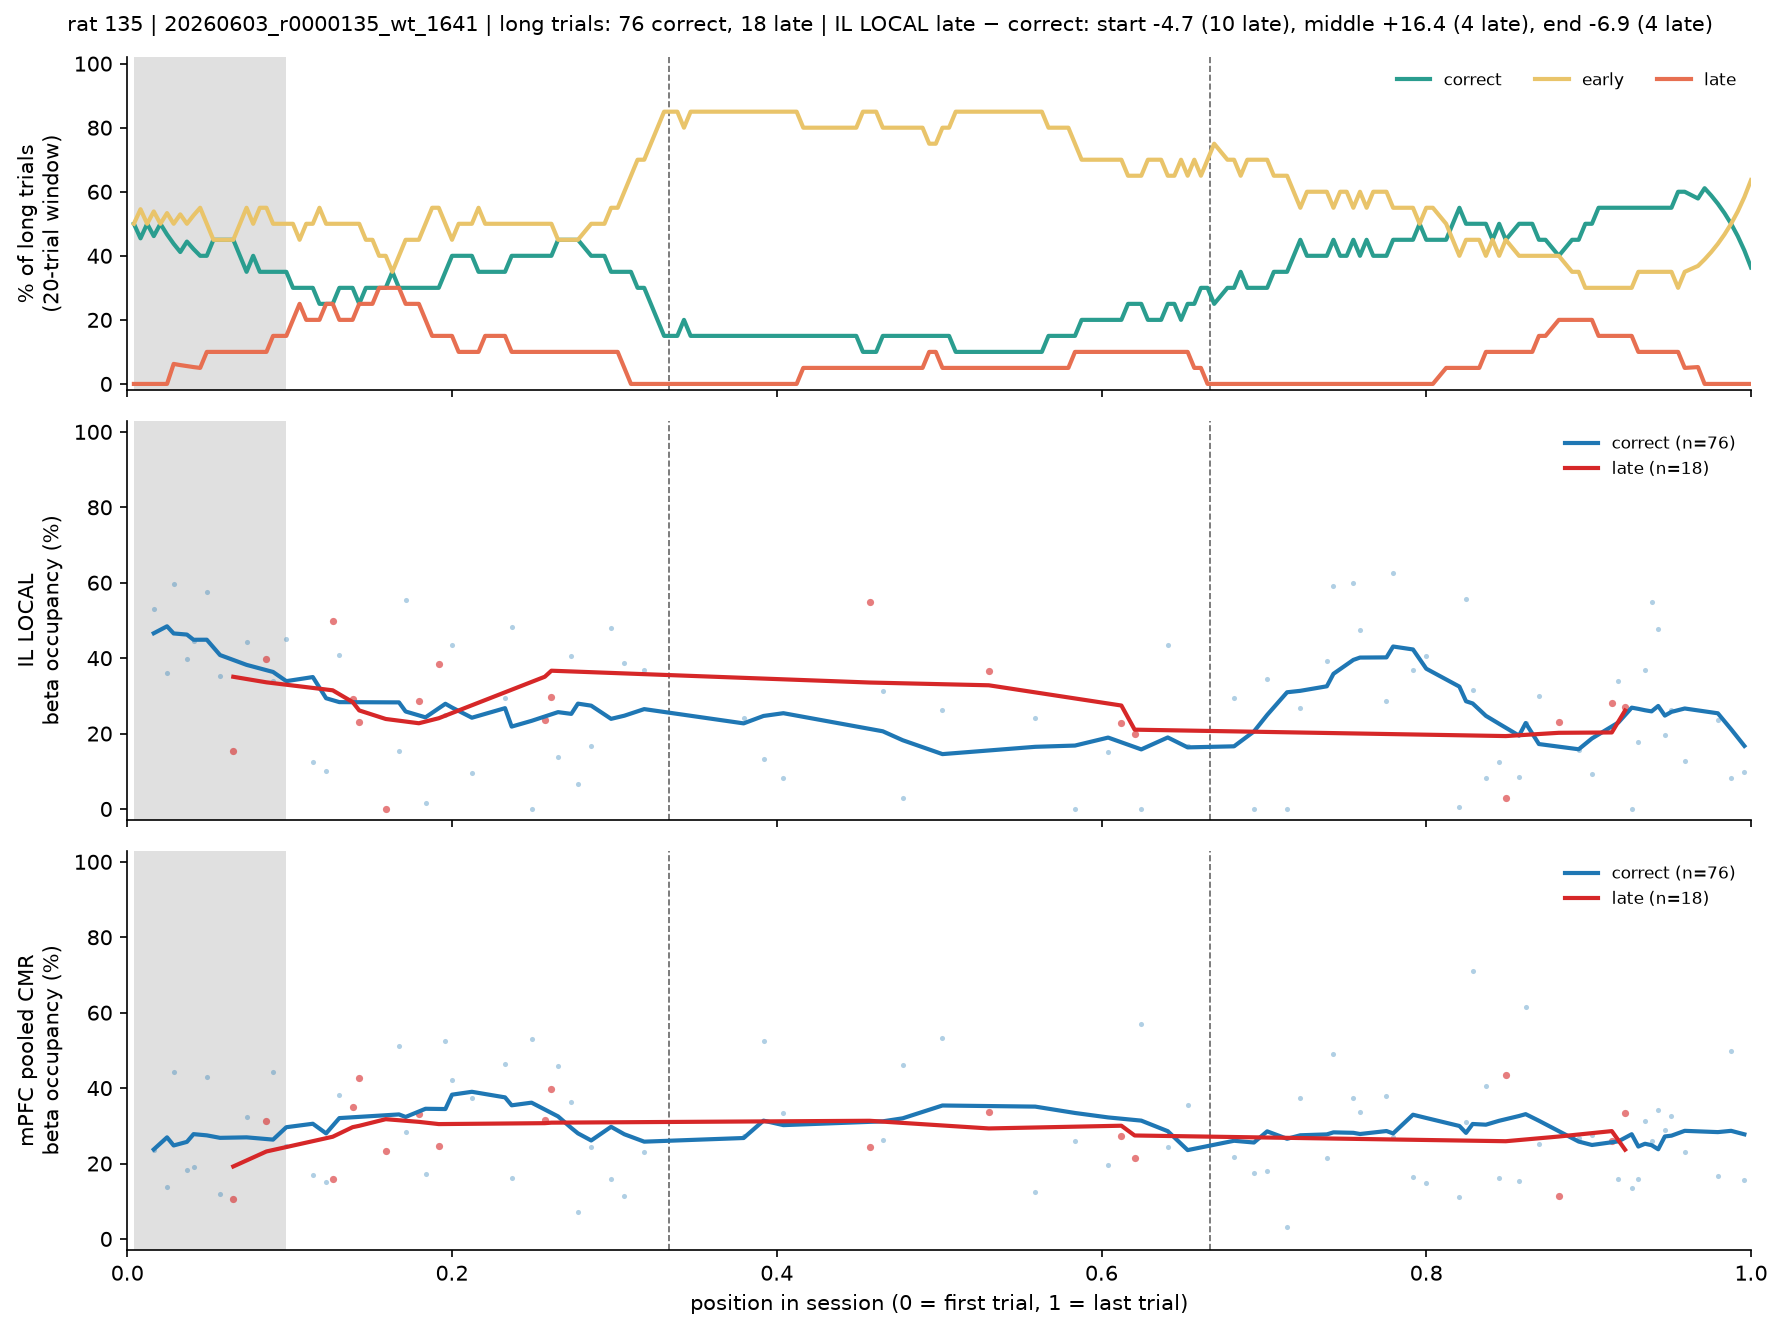 rat 135 | 20260603_r0000135_wt_1641 | long trials: 76 correct, 18 late | IL LOCAL late − correct: start -4.7 (10 late), middle +16.4 (4 late), end -6.9 (4 late)
100
80
60
40
20
0
% of long trials
(20-trial window)
correct
early
late
100
80
60
40
20
0
IL LOCAL
beta occupancy (%)
correct (n=76)
late (n=18)
100
80
60
40
20
0
mPFC pooled CMR
beta occupancy (%)
correct (n=76)
late (n=18)
0.0 0.2 0.4 0.6 0.8 1.0
position in session (0 = first trial, 1 = last trial)